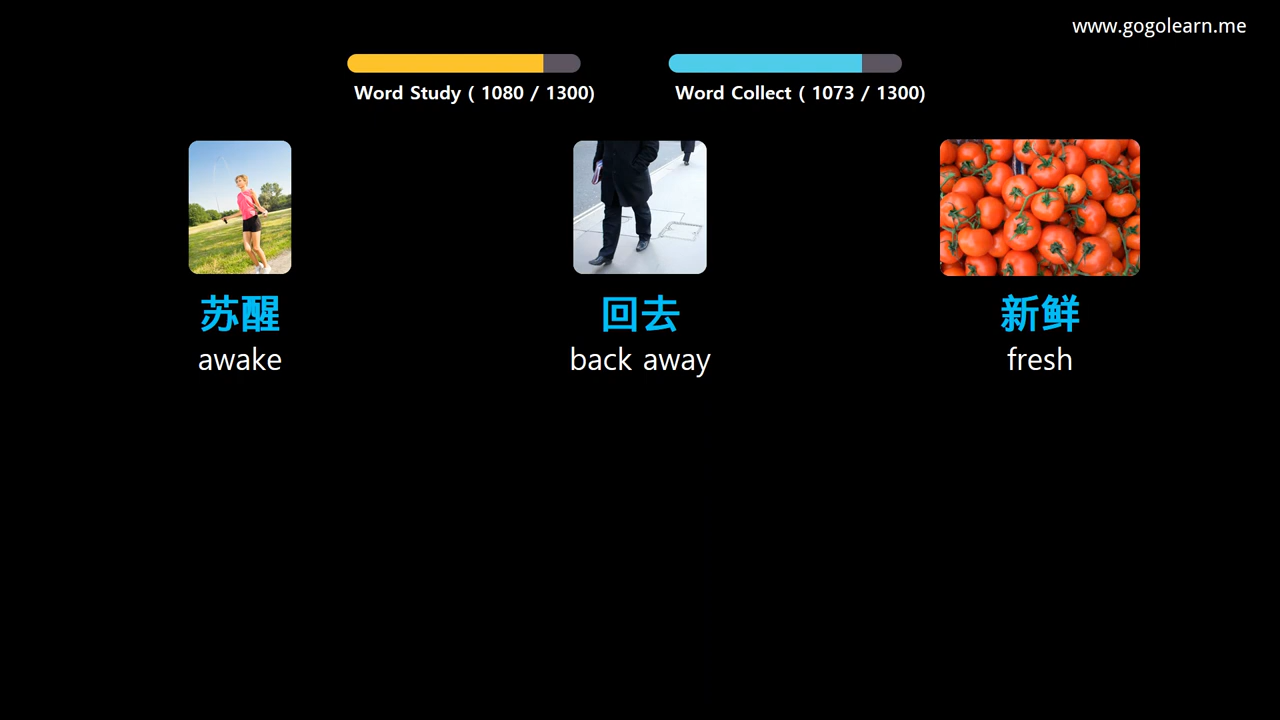 www.gogolearn.me
Word Study ( 1080 / 1300)
Word Collect ( 1073 / 1300)
苏醒
awake
回去
back away
新鲜
fresh